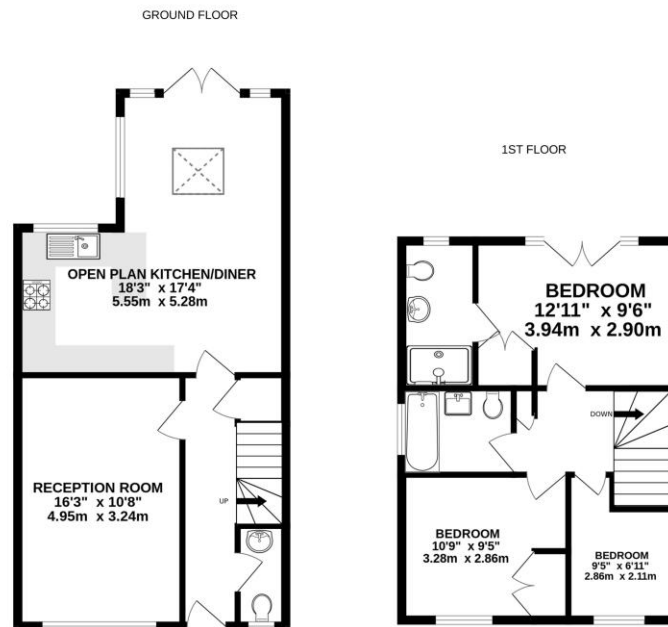 GROUND FLOOR
OPEN PLAN KITCHEN/DINER
18'3" x 17'4"
5.55m x 5.28m
RECEPTION ROOM
16'3" x 10'8"
4.95m x 3.24m
UP
1ST FLOOR
BEDROOM
12'11" x 9'6"
3.94m x 2.90m
DOWN
BEDROOM
10'9" x 9'5"
3.28m x 2.86m
BEDROOM
9'5" x 6'11"
2.86m x 2.11m